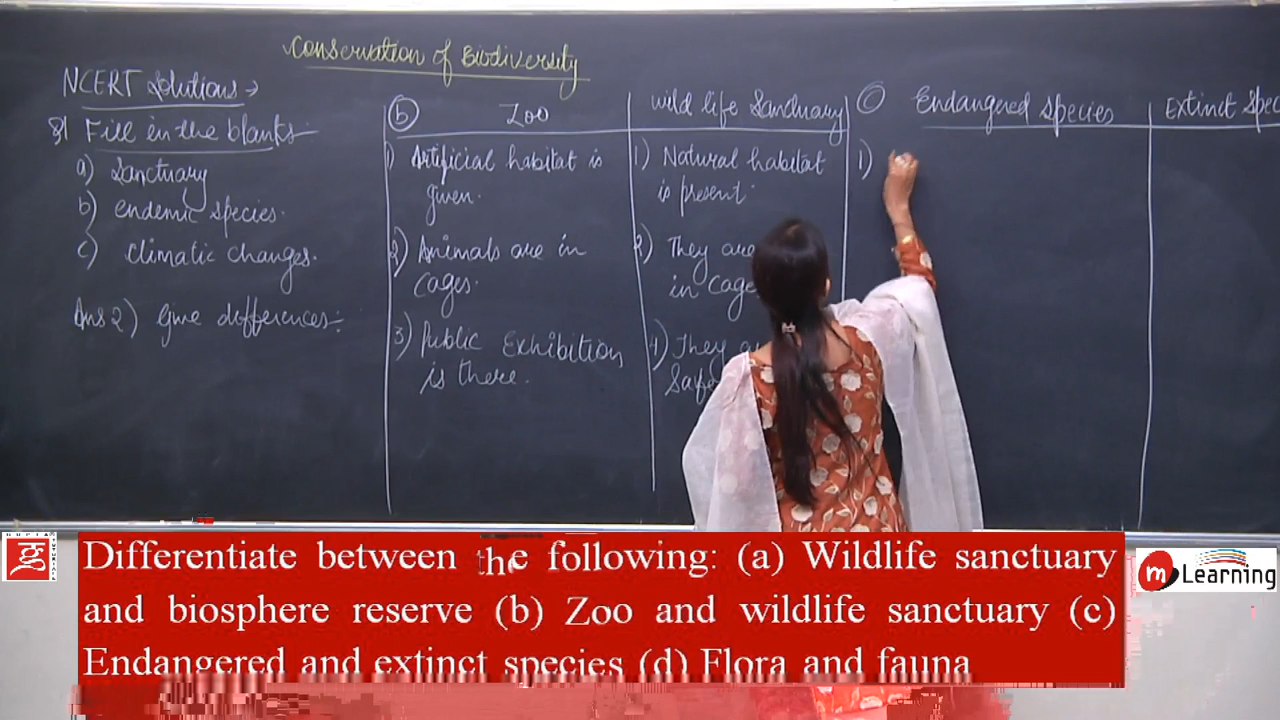 Conservation of Biodiversity
NCERT Solutions →
Fill in the blanks
a) Sanctuary
b) endemic species.
c) climatic changes.
Ans 2) Give differences:-
b Zoo
1) Artificial habitat is
given.
2) Animals are in
cages.
3) Public Exhibition
is there.
Wild life Sanctuary
1) Natural habitat
is present.
2) They are
in cage
4) They
Safe
c Endangered Species
1)
Extinct Spec
Differentiate between the following: (a) Wildlife sanctuary
and biosphere reserve (b) Zoo and wildlife sanctuary (c)
Endangered and extinct species (d) Flora and fauna
GUPTA
ग
m Learning